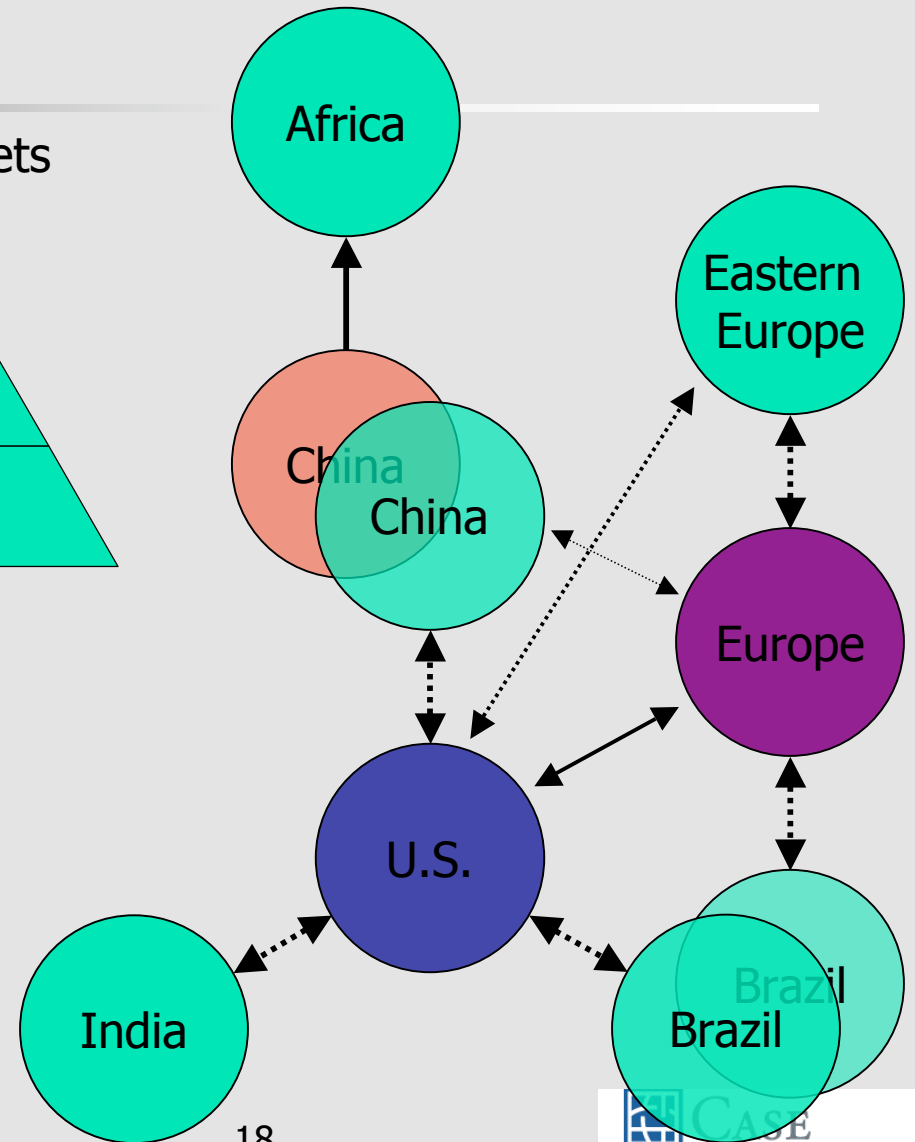 Africa
ets
Eastern
Europe
China
China
Europe
U.S.
Brazil
Brazil
India
18
CASE